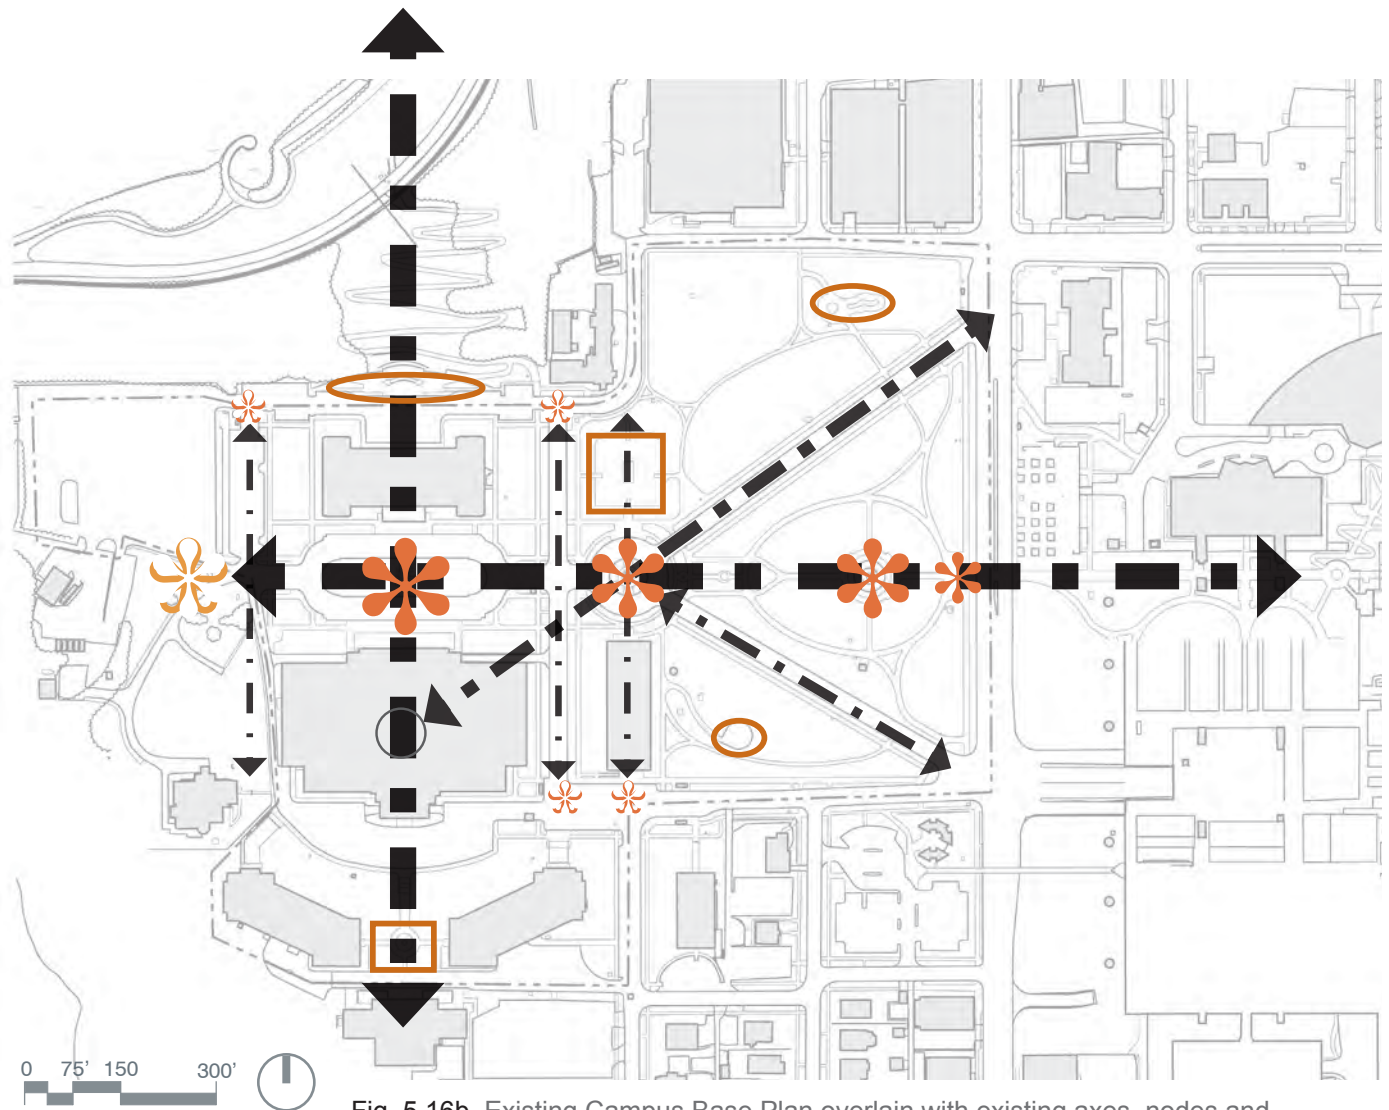 0 75’ 150 300’
Fig. 5.16b Existing Campus Base Plan overlain with existing axes, nodes and